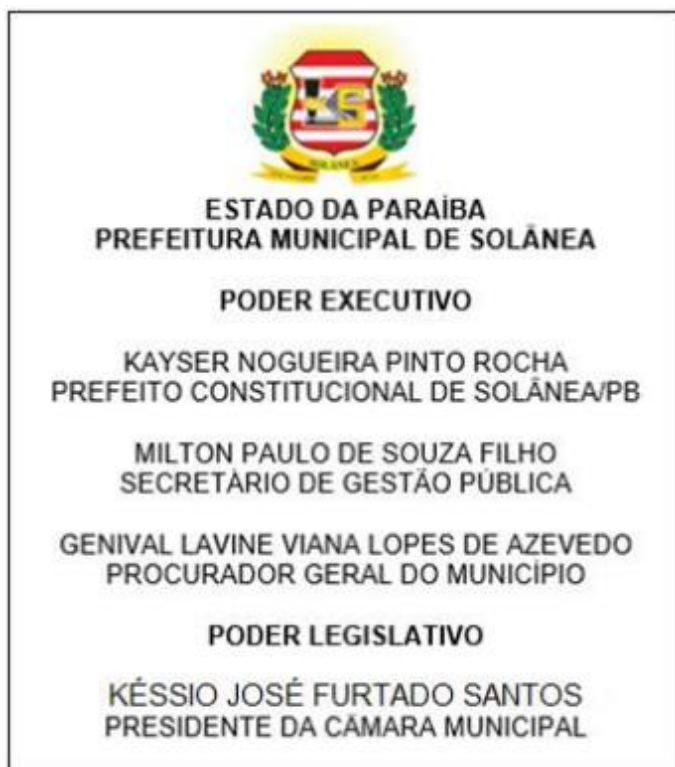 SOLÂNEA
ESTADO DA PARAÍBA
PREFEITURA MUNICIPAL DE SOLÂNEA
PODER EXECUTIVO
KAYSER NOGUEIRA PINTO ROCHA
PREFEITO CONSTITUCIONAL DE SOLÂNEA/PB
MILTON PAULO DE SOUZA FILHO
SECRETÁRIO DE GESTÃO PÚBLICA
GENIVAL LAVINE VIANA LOPES DE AZEVEDO
PROCURADOR GERAL DO MUNICÍPIO
PODER LEGISLATIVO
KÉSSIO JOSÉ FURTADO SANTOS
PRESIDENTE DA CÂMARA MUNICIPAL